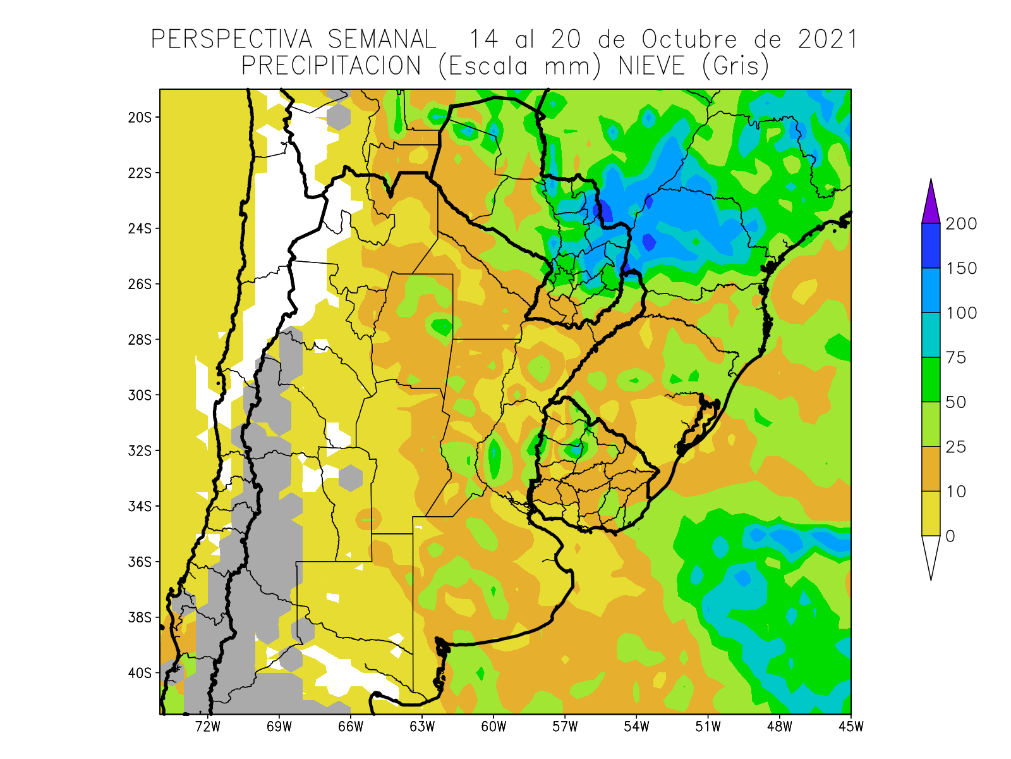 PERSPECTIVA SEMANAL 14 al 20 de Octubre de 2021
PRECIPITACION (Escala mm) NIEVE (Gris)
20S
22S
24S
26S
28S
30S
32S
34S
36S
38S
40S
72W 69W 66W 63W 60W 57W 54W 51W 48W 45W
200
150
100
75
50
25
10
0